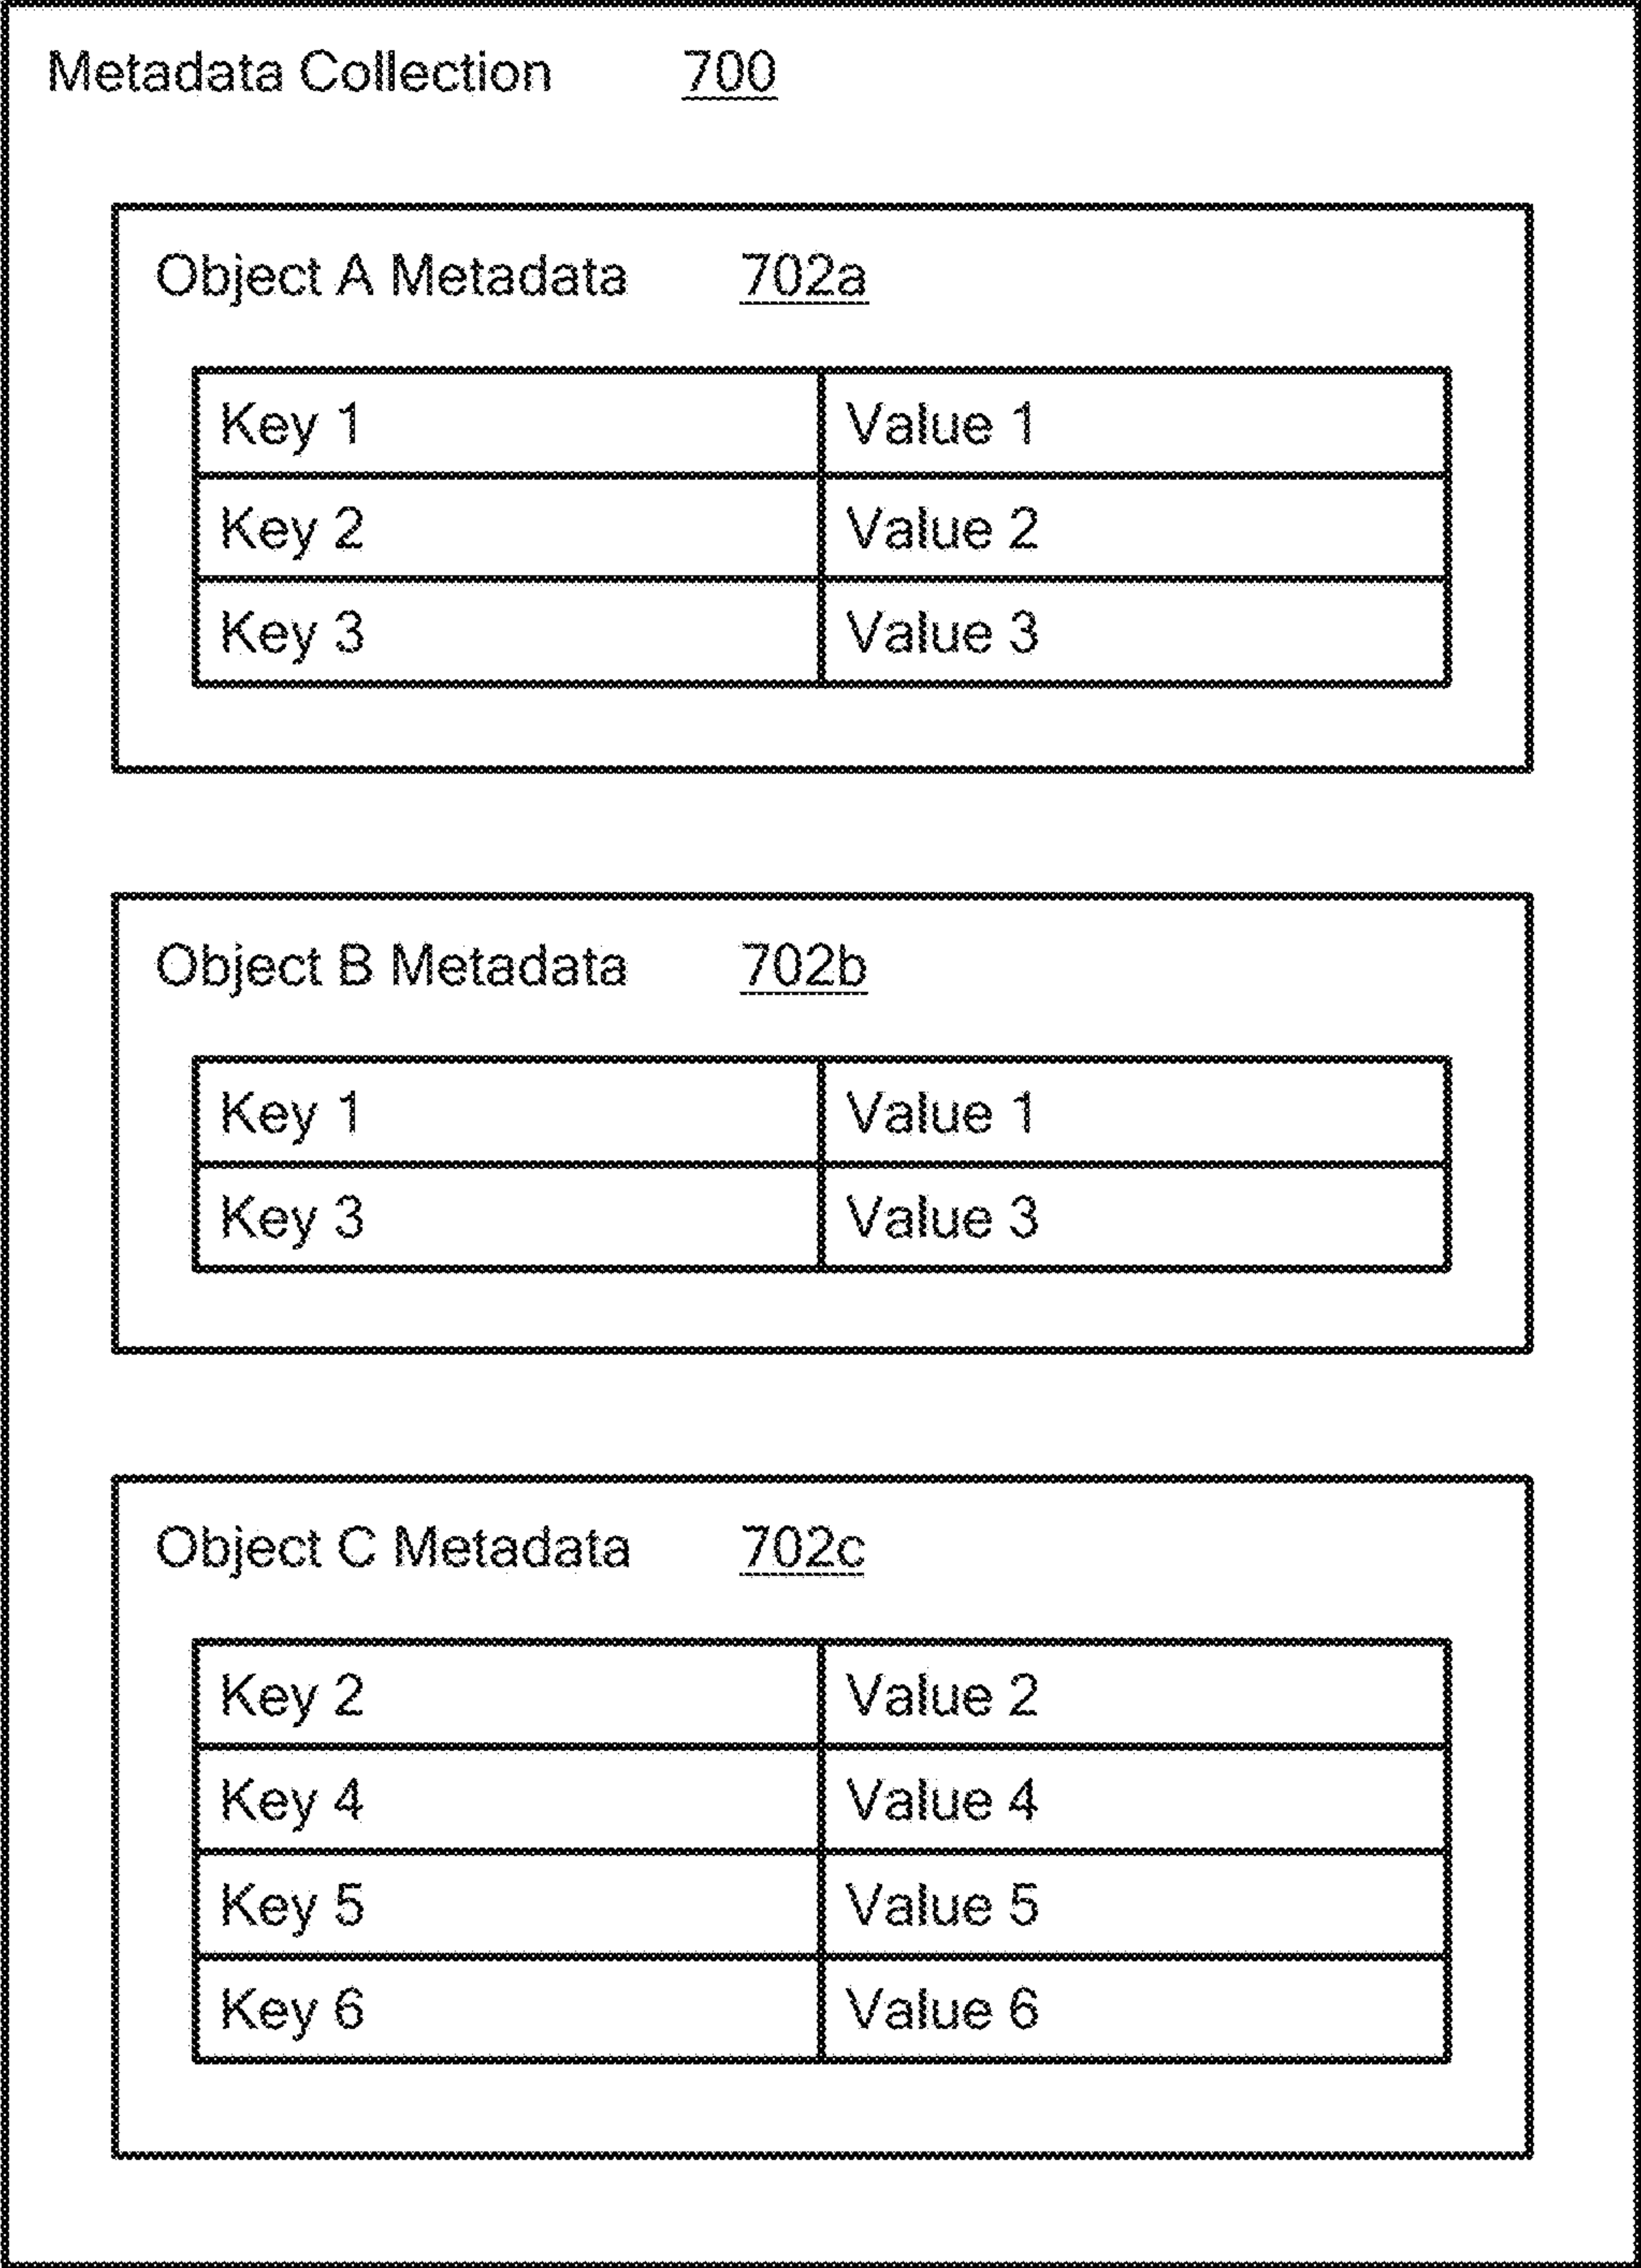 Metadata Collection 700
Object A Metadata 702a
Key 1 Value 1
Key 2 Value 2
Key 3 Value 3
Object B Metadata 702b
Key 1 Value 1
Key 3 Value 3
Object C Metadata 702c
Key 2 Value 2
Key 4 Value 4
Key 5 Value 5
Key 6 Value 6